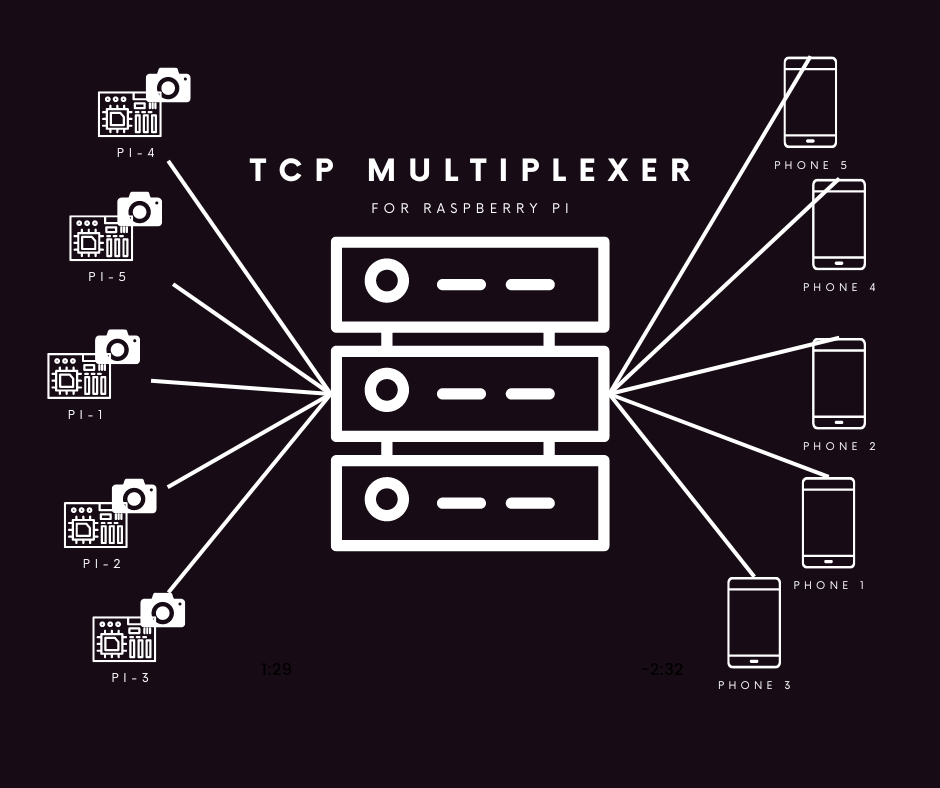 TCP MULTIPLEXER
FOR RASPBERRY PI
PI-4
PI-5
PI-1
PI-2
PI-3
PHONE 5
PHONE 4
PHONE 2
PHONE 1
PHONE 3
1:29
-2:32